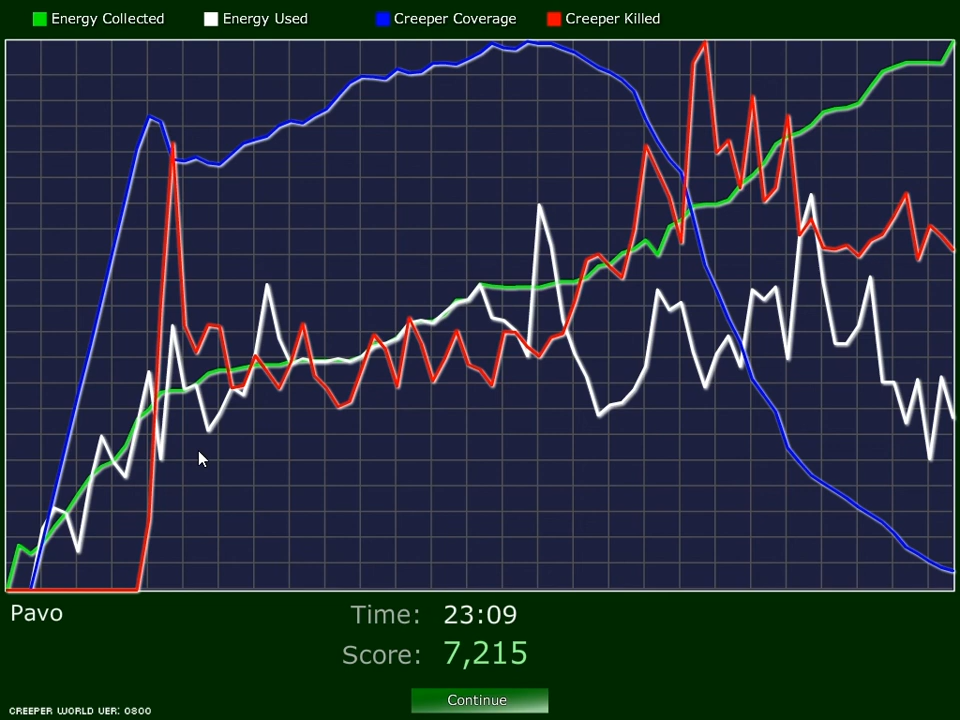 Energy Collected Energy Used Creeper Coverage Creeper Killed
Pavo
Time: 23:09
Score: 7,215
Continue
CREEPER WORLD VER: 0800